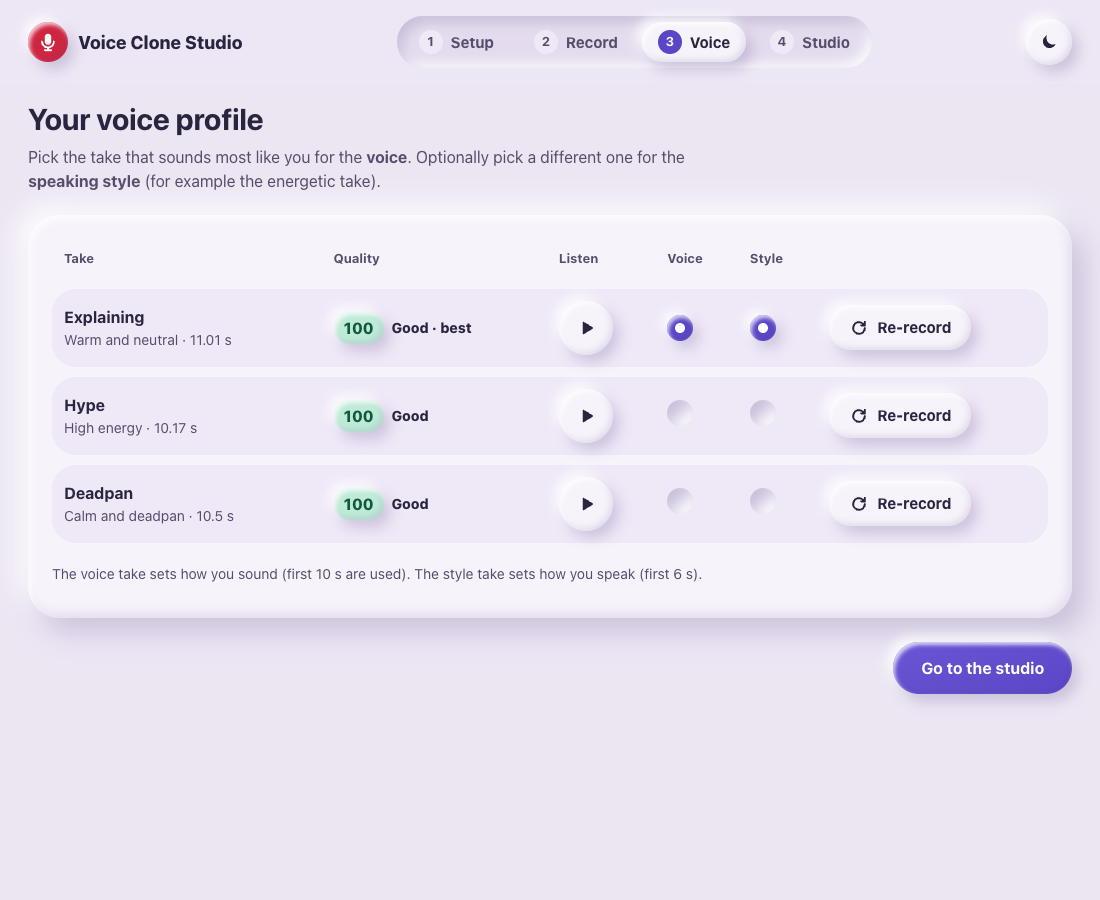 Voice Clone Studio
1 Setup
2 Record
3 Voice
4 Studio
Your voice profile
Pick the take that sounds most like you for the voice. Optionally pick a different one for the
speaking style (for example the energetic take).
Take Quality Listen Voice Style
Explaining
Warm and neutral · 11.01 s
100 Good · best
Re-record
Hype
High energy · 10.17 s
100 Good
Re-record
Deadpan
Calm and deadpan · 10.5 s
100 Good
Re-record
The voice take sets how you sound (first 10 s are used). The style take sets how you speak (first 6 s).
Go to the studio